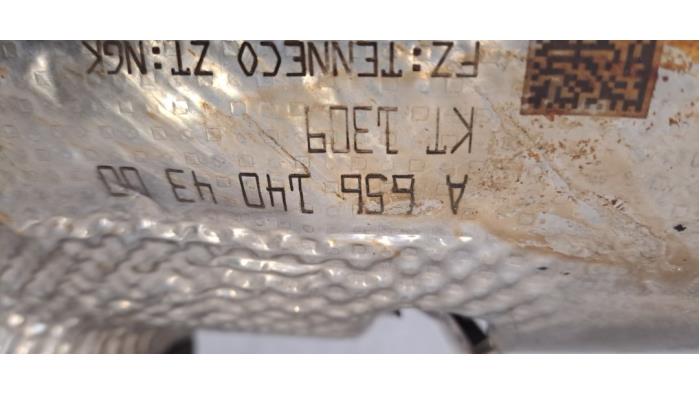 A 656 140 43 00
KT 1309
FZ:TENNECO ZT:NGK